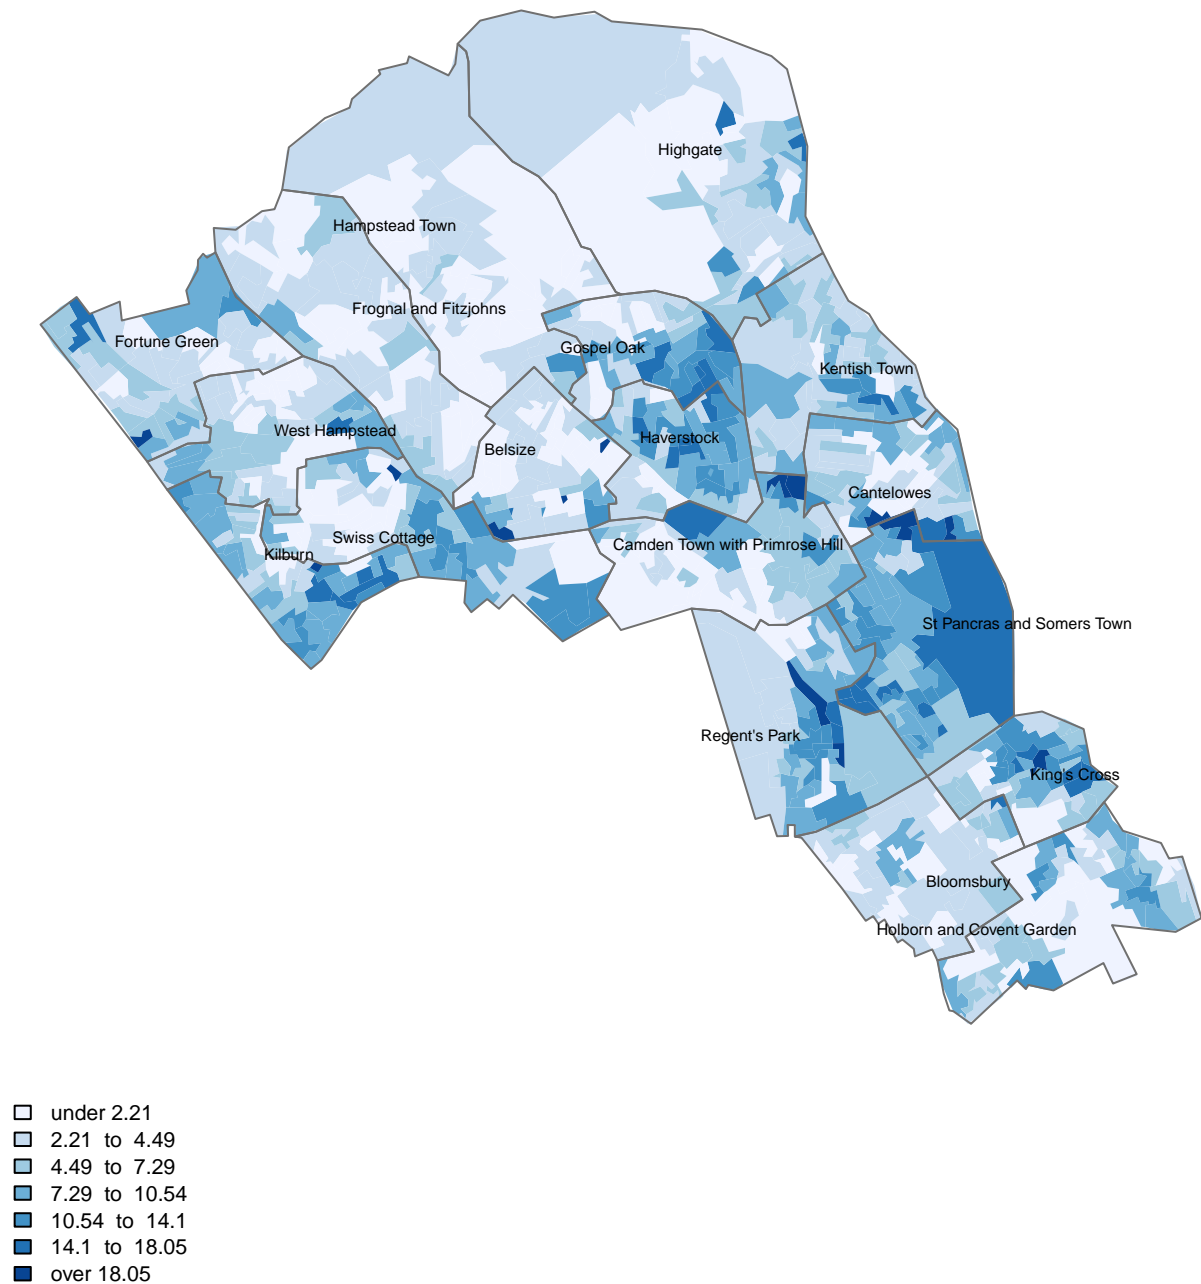 Highgate
Hampstead Town
Frognal and Fitzjohns
Fortune Green
Gospel Oak
Kentish Town
West Hampstead
Haverstock
Belsize
Cantelowes
Swiss Cottage
Camden Town with Primrose Hill
Kilburn
St Pancras and Somers Town
Regent's Park
King's Cross
Bloomsbury
Holborn and Covent Garden
under 2.21
2.21 to 4.49
4.49 to 7.29
7.29 to 10.54
10.54 to 14.1
14.1 to 18.05
over 18.05